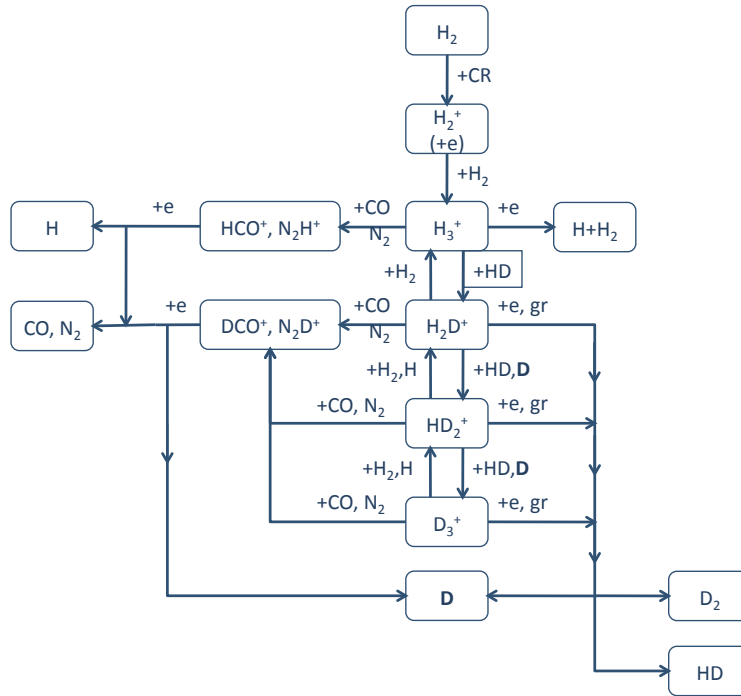 H₂
+CR
H₂⁺
(+e)
+H₂
H
+e
HCO⁺, N₂H⁺
+CO
N₂
H₃⁺
+e
H+H₂
+H₂
+HD
CO, N₂
+e
DCO⁺, N₂D⁺
+CO
N₂
H₂D⁺
+e, gr
+H₂,H
+HD,D
+CO, N₂
HD₂⁺
+e, gr
+H₂,H
+HD,D
+CO, N₂
D₃⁺
+e, gr
D
D₂
HD